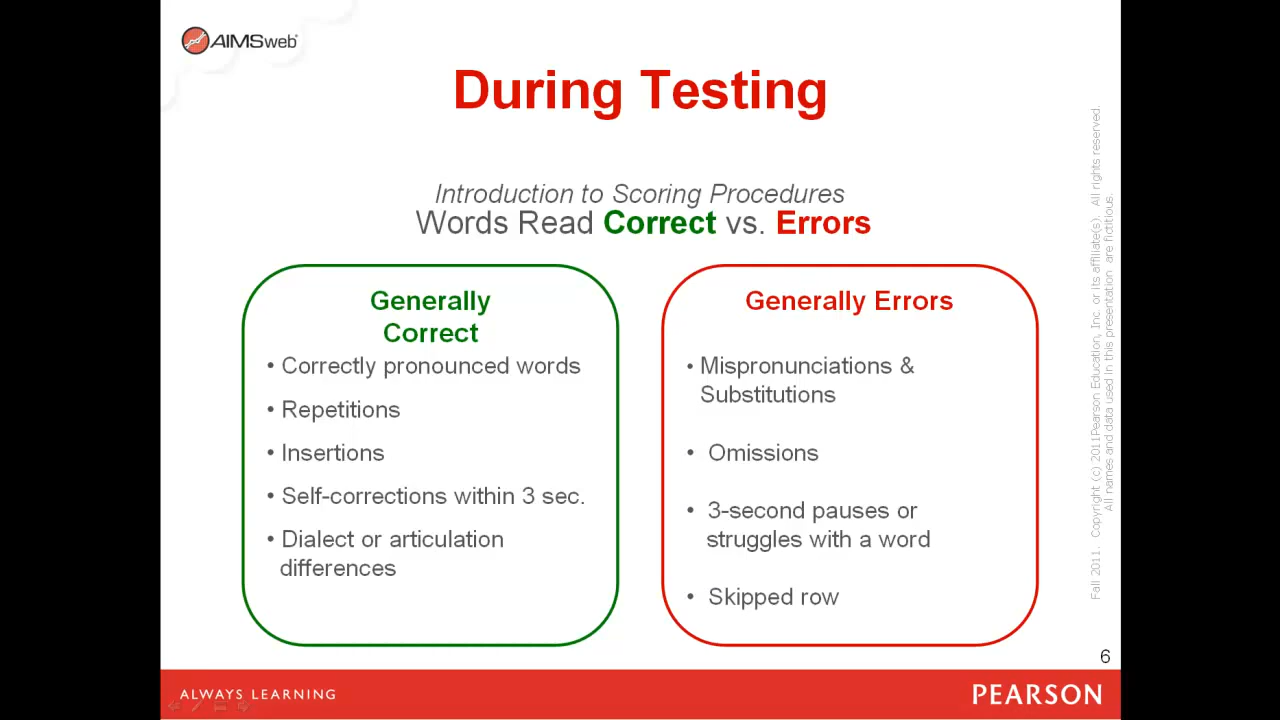 AIMSweb
During Testing
Introduction to Scoring Procedures
Words Read Correct vs. Errors
Generally
Correct
• Correctly pronounced words
• Repetitions
• Insertions
• Self-corrections within 3 sec.
• Dialect or articulation
differences
Generally Errors
• Mispronunciations &
Substitutions
• Omissions
• 3-second pauses or
struggles with a word
• Skipped row
Fall 2011. Copyright (c) 2011Pearson Education, Inc. or its affiliate(s). All rights reserved.
All names and data used in this presentation are fictitious.
6
ALWAYS LEARNING
PEARSON